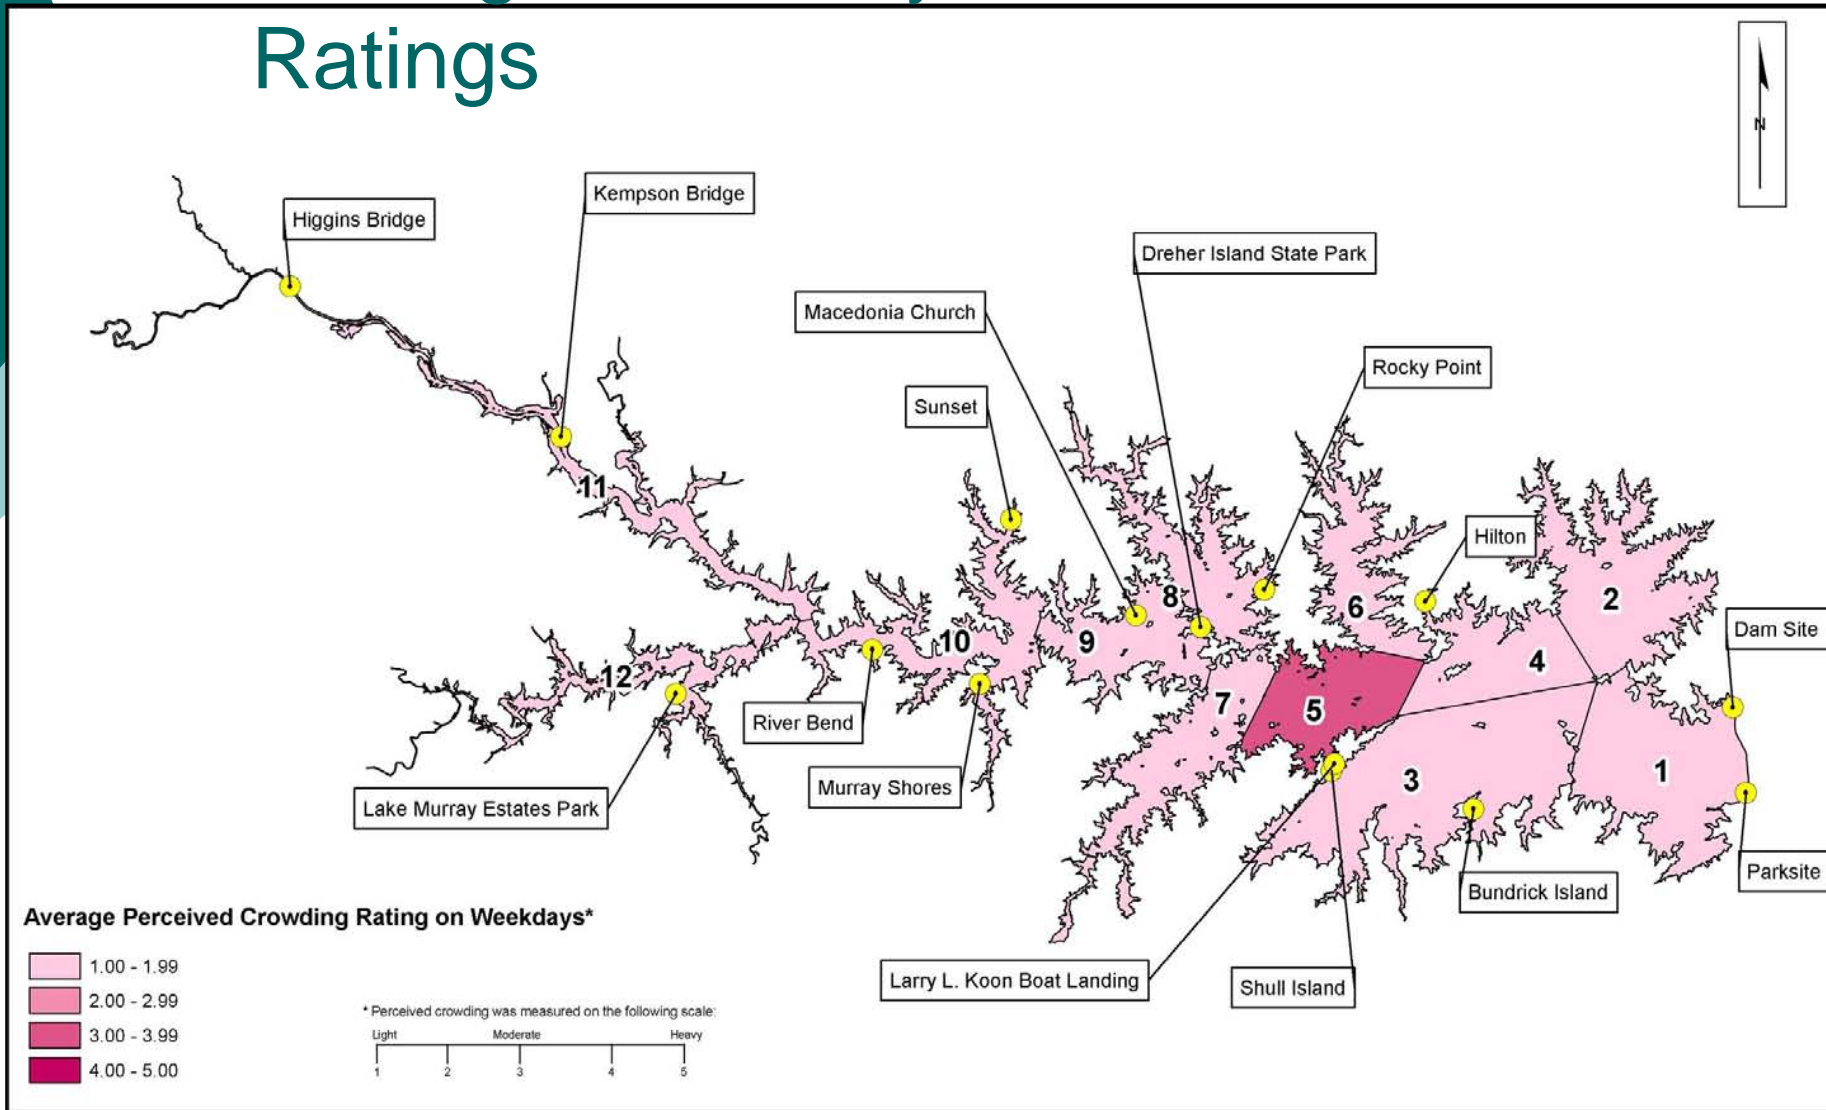 Ratings
N
Kempson Bridge
Higgins Bridge
Dreher Island State Park
Macedonia Church
Rocky Point
Sunset
11
Hilton
8
6
2
Dam Site
10
9
4
12
7
5
River Bend
3
1
Murray Shores
Lake Murray Estates Park
Parksite
Bundrick Island
Larry L. Koon Boat Landing
Shull Island
Average Perceived Crowding Rating on Weekdays*
1.00 - 1.99
2.00 - 2.99
3.00 - 3.99
4.00 - 5.00
* Perceived crowding was measured on the following scale:
Light Moderate Heavy
1 2 3 4 5